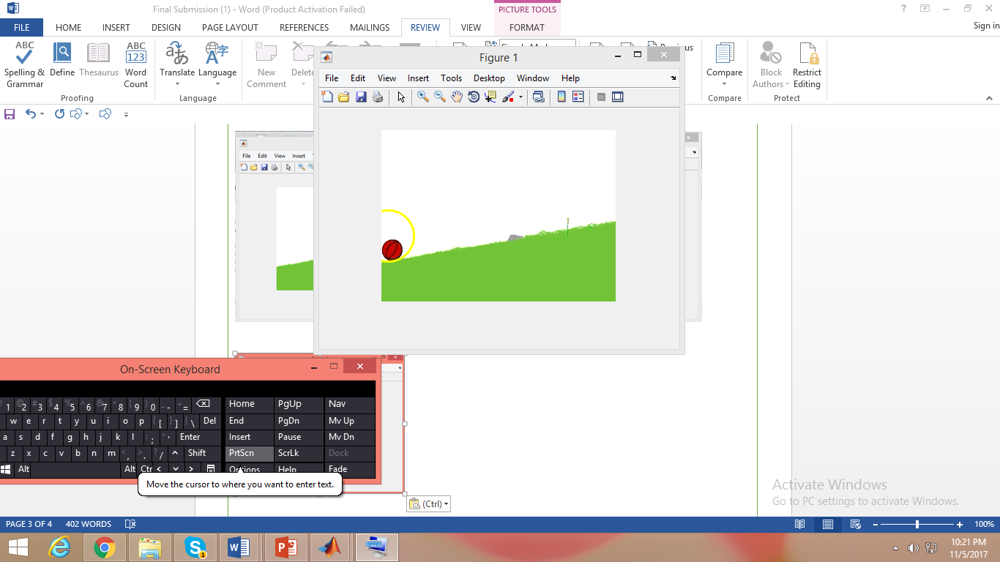 Final Submission (1) - Word (Product Activation Failed)
PICTURE TOOLS
FILE HOME INSERT DESIGN PAGE LAYOUT REFERENCES MAILINGS REVIEW VIEW FORMAT
Sign in
ABC
Spelling & Grammar
Define
Thesaurus
ABC
123
Word Count
Proofing
Translate
Language
Language
New Comment
Delete
Compare
Compare
Block Authors
Restrict Editing
Protect
Figure 1
File Edit View Insert Tools Desktop Window Help
File Edit View Insert
On-Screen Keyboard
! 1 @ 2 # 3 $ 4 % 5 ^ 6 & 7 * 8 ( 9 ) 0 _ - + =
Home PgUp Nav
w e r t y u i o p { [ } ] | \ Del
End PgDn Mv Up
a s d f g h j k l : ; " ' Enter
Insert Pause Mv Dn
z x c v b n m < , > . ? / ^ Shift
PrtScn ScrLk Dock
Alt Alt Ctr < >
Options Help Fade
Move the cursor to where you want to enter text.
(Ctrl)
Activate Windows
Go to PC settings to activate Windows.
PAGE 3 OF 4 402 WORDS
100%
1
10:21 PM
11/5/2017